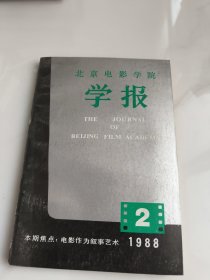 北京电影学院
学报
THE JOURNAL
OF
BEIJING FILM ACADEMY
2
本期焦点：电影作为叙事艺术 1988